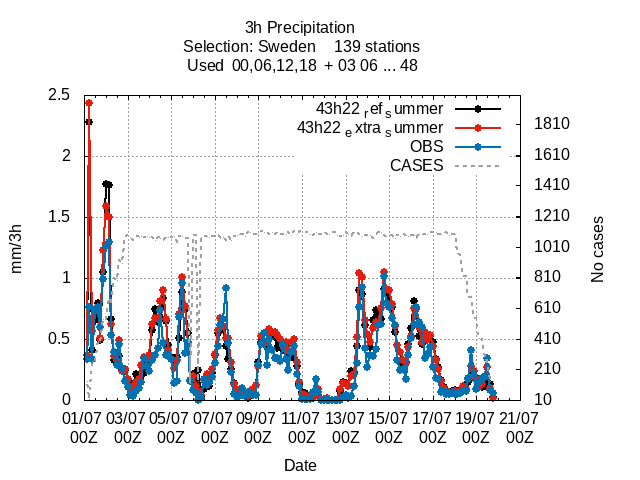 3h Precipitation
Selection: Sweden    139 stations
Used  00,06,12,18  + 03 06 ... 48
43h22 ref summer
43h22 extra summer
OBS
CASES
mm/3h
2.5
2
1.5
1
0.5
0
No cases
1810
1610
1410
1210
1010
810
610
410
210
10
01/07 03/07 05/07 07/07 09/07 11/07 13/07 15/07 17/07 19/07 21/07
00Z 00Z 00Z 00Z 00Z 00Z 00Z 00Z 00Z 00Z 00Z
Date